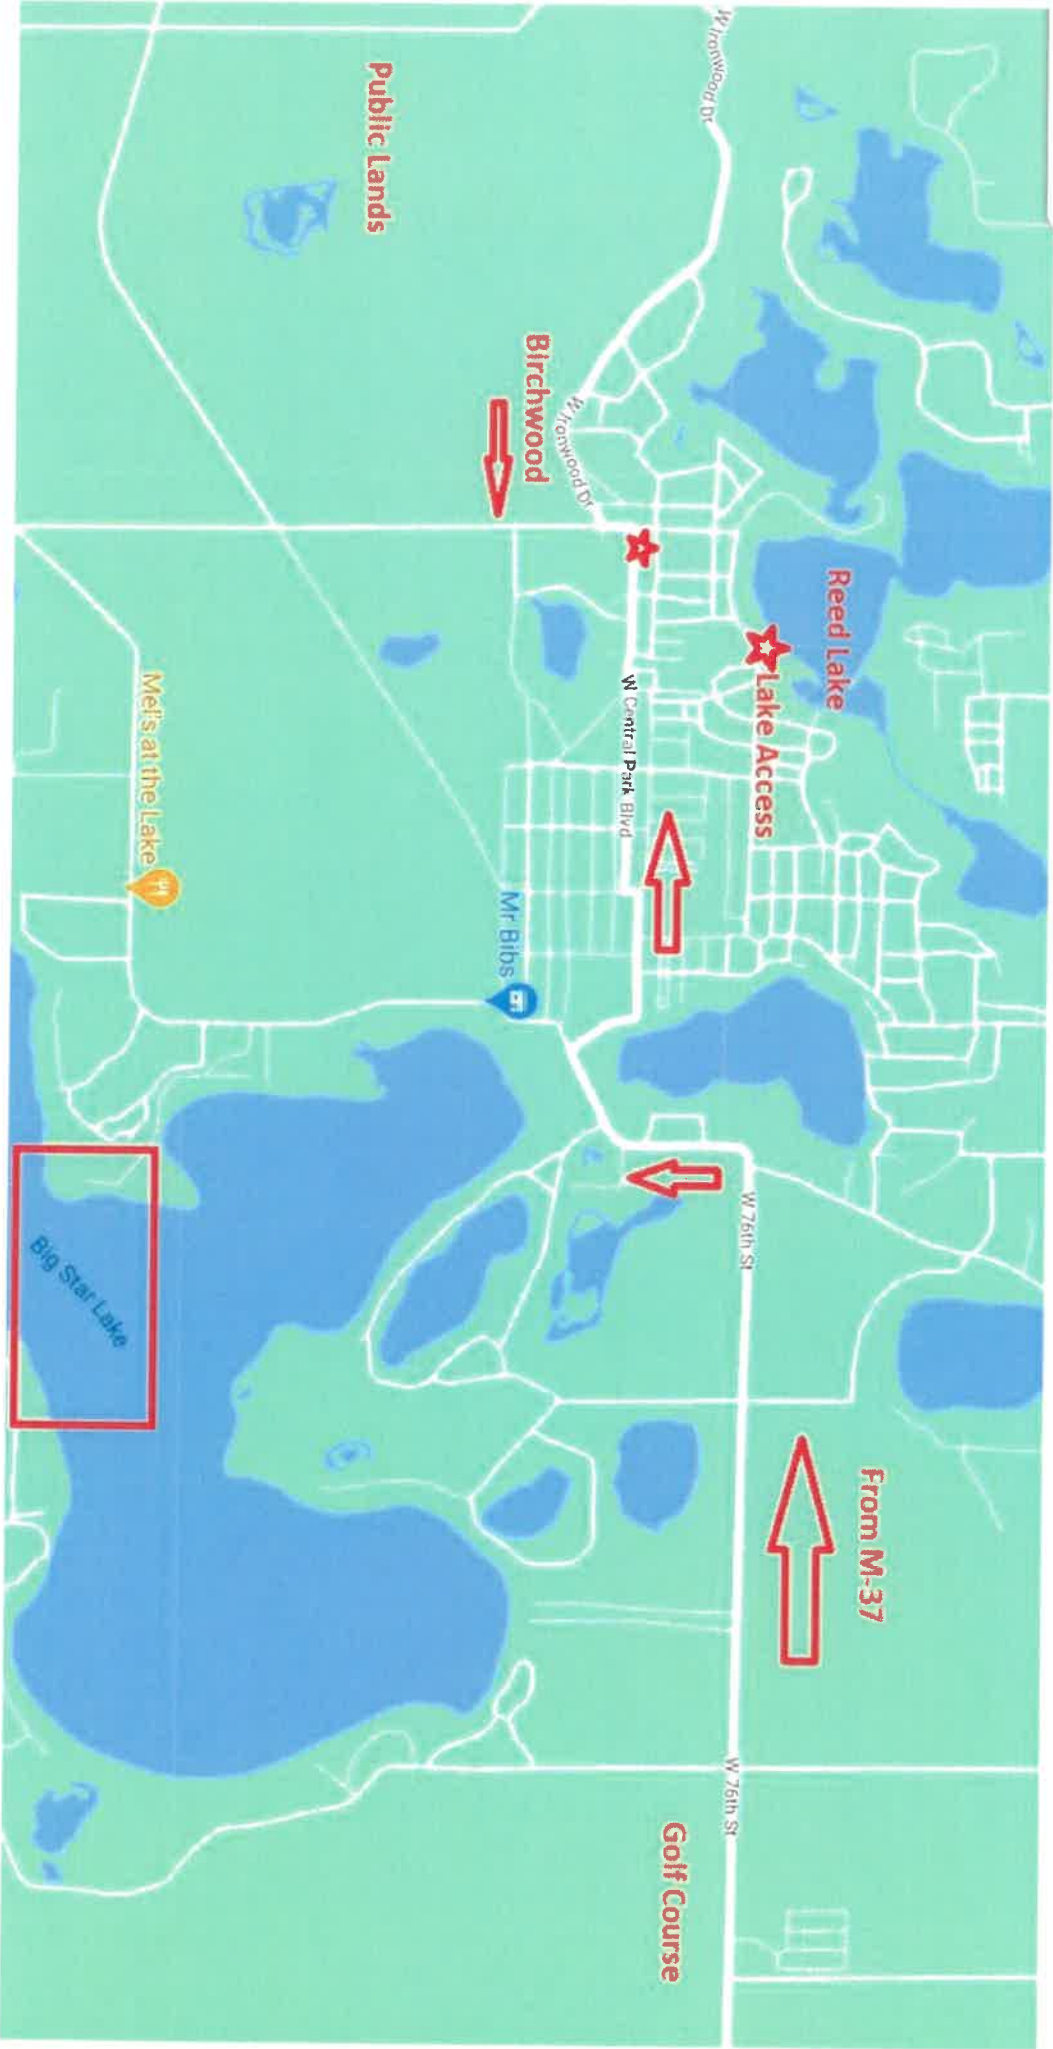 W Ironwood Dr
Public Lands
Birchwood
W Ironwood Dr
Reed Lake
Lake Access
W Central Park Blvd
Mel's at the Lake
Mr Bibs
W 76th St
Big Star Lake
From M-37
W 76th St
Golf Course